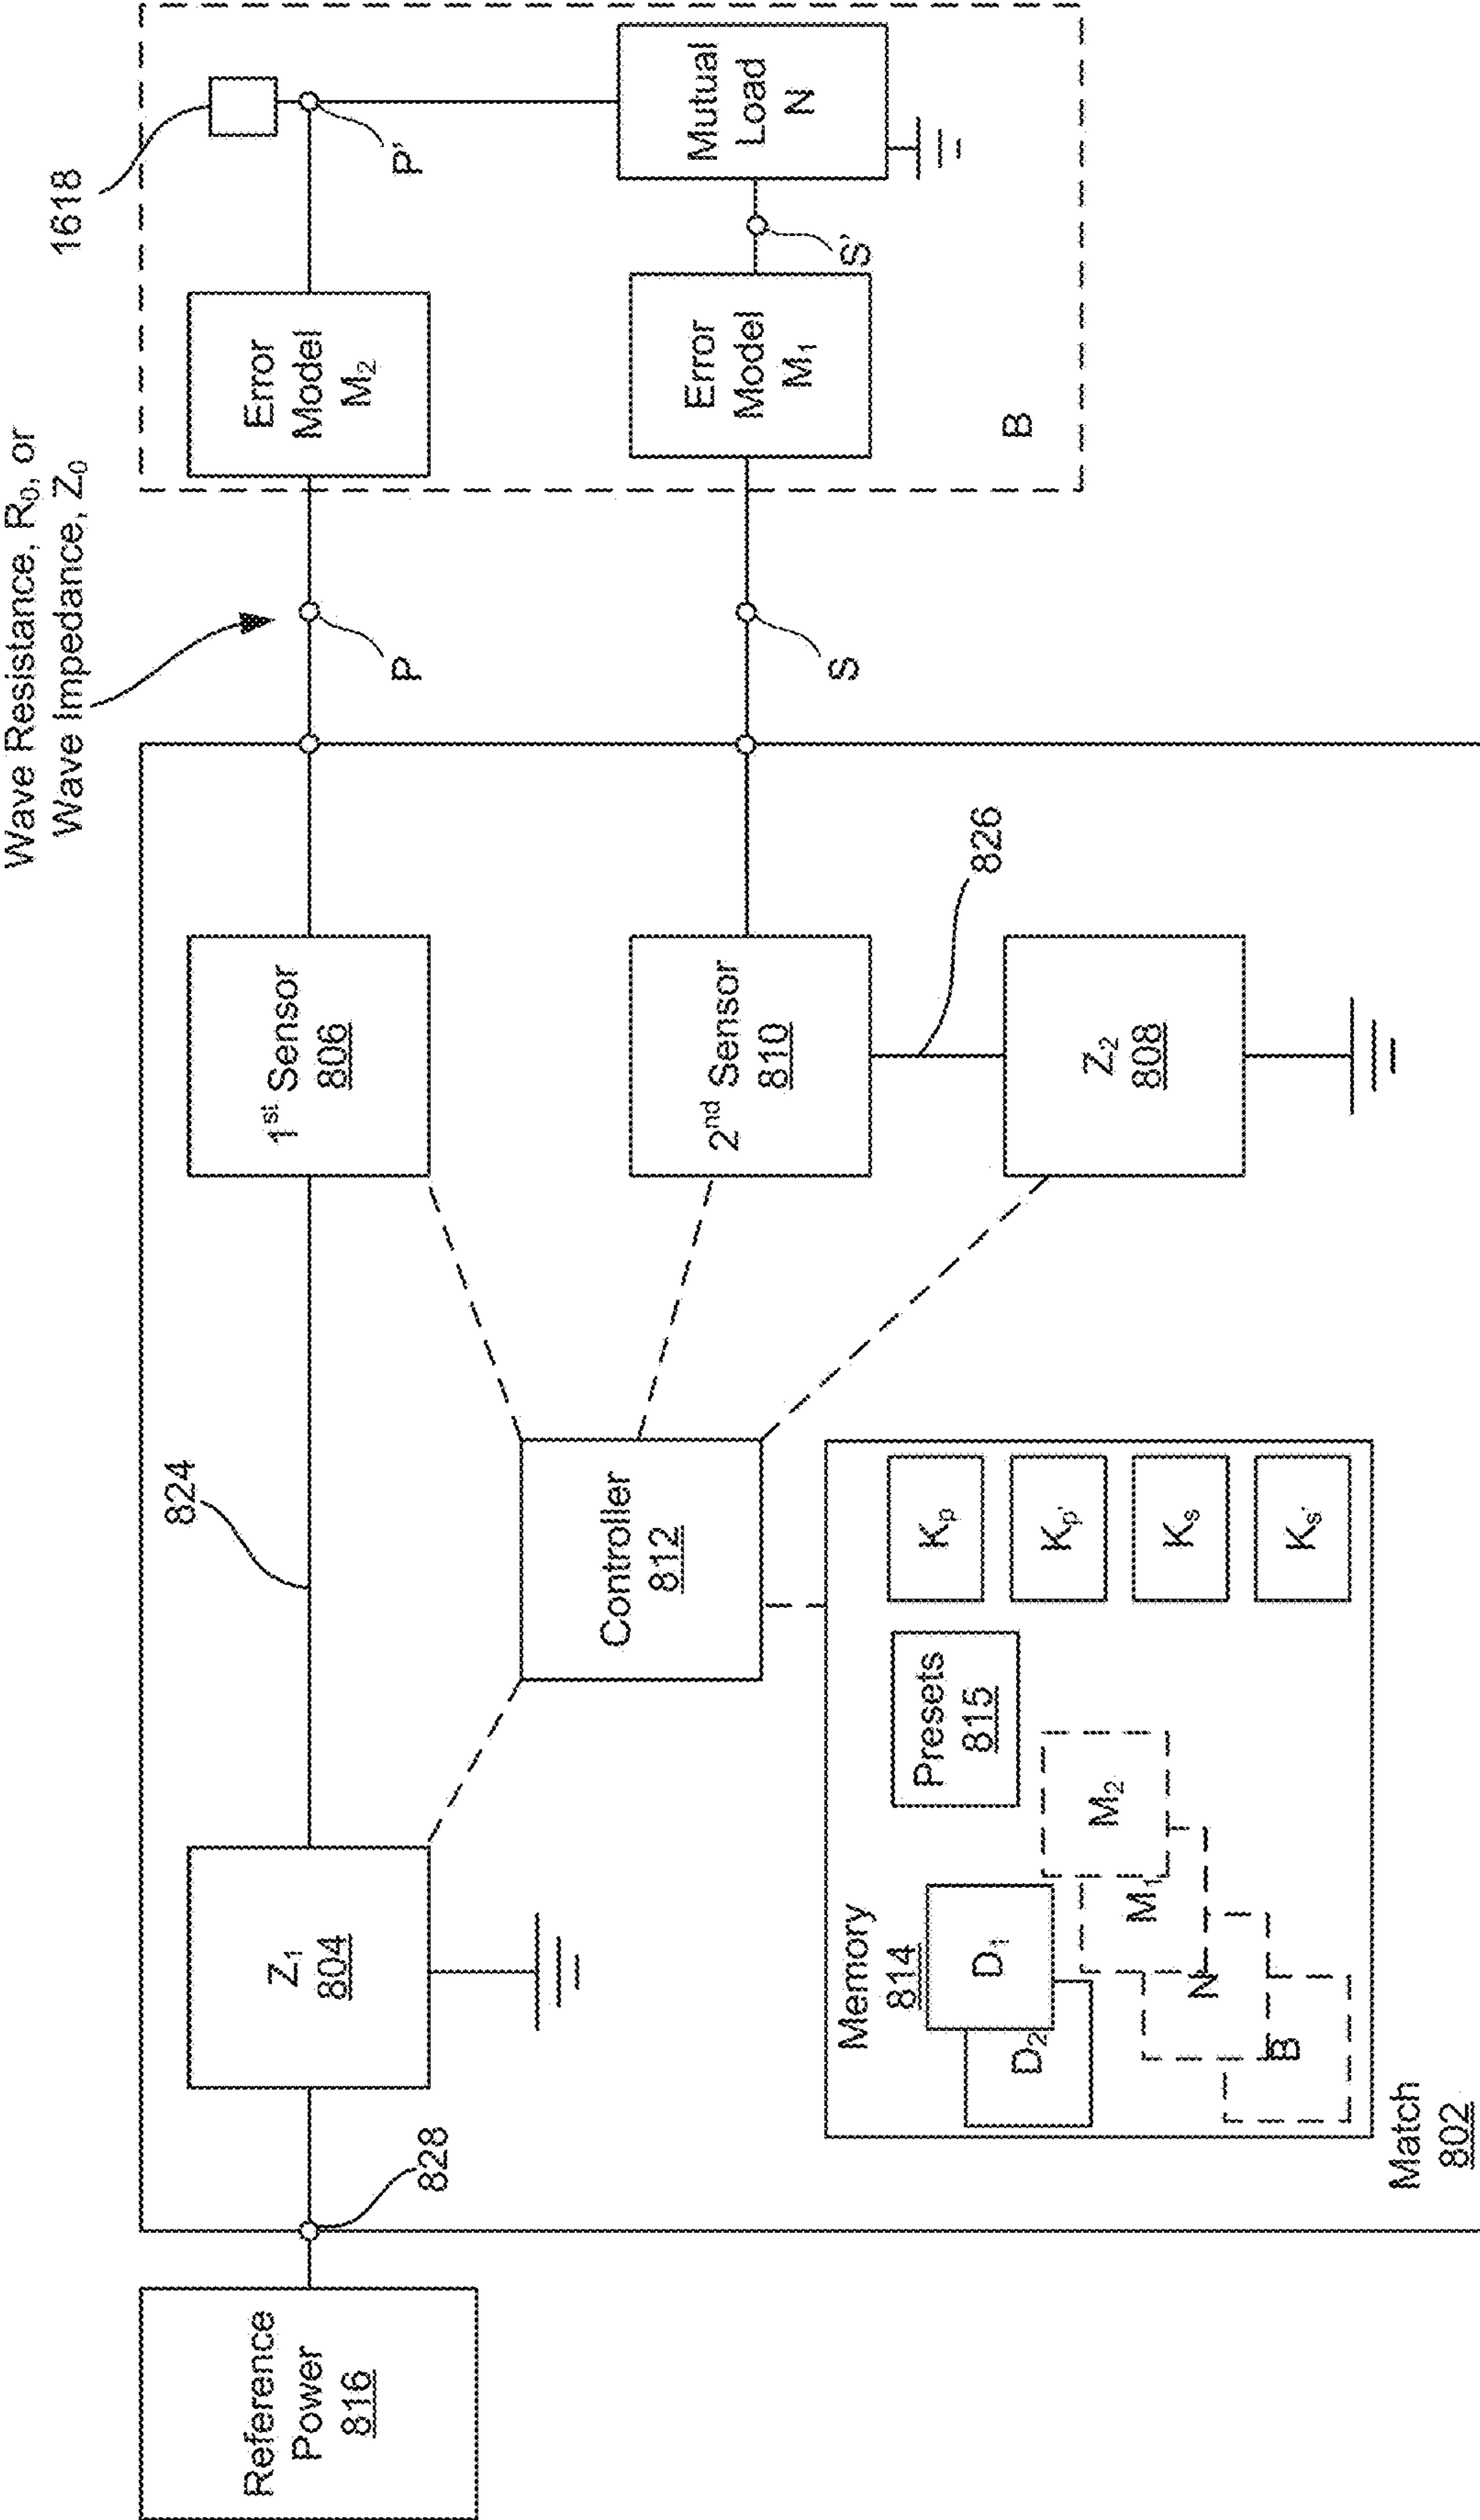 Reference
Power
816
828
Z₁
804
824
1st Sensor
806
Wave Resistance, R₀, or
Wave Impedance, Z₀
P
Error
Model
M₂
1618
P'
Controller
812
2nd Sensor
810
826
Z₂
808
S
Error
Model
M₁
S'
Mutual
Load
N
B
Memory
814
D₁
D₂
Presets
815
M₂
M₁
N
B
Kp
Kp'
Ks
Ks'
Match
802